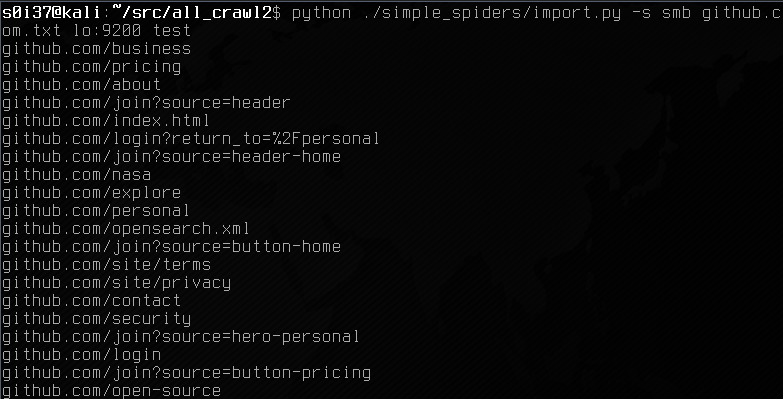 s0i37@kali:~/src/all_crawl2$ python ./simple_spiders/import.py -s smb github.c
om.txt lo:9200 test
github.com/business
github.com/pricing
github.com/about
github.com/join?source=header
github.com/index.html
github.com/login?return_to=%2Fpersonal
github.com/join?source=header-home
github.com/nasa
github.com/explore
github.com/personal
github.com/opensearch.xml
github.com/join?source=button-home
github.com/site/terms
github.com/site/privacy
github.com/contact
github.com/security
github.com/join?source=hero-personal
github.com/login
github.com/join?source=button-pricing
github.com/open-source